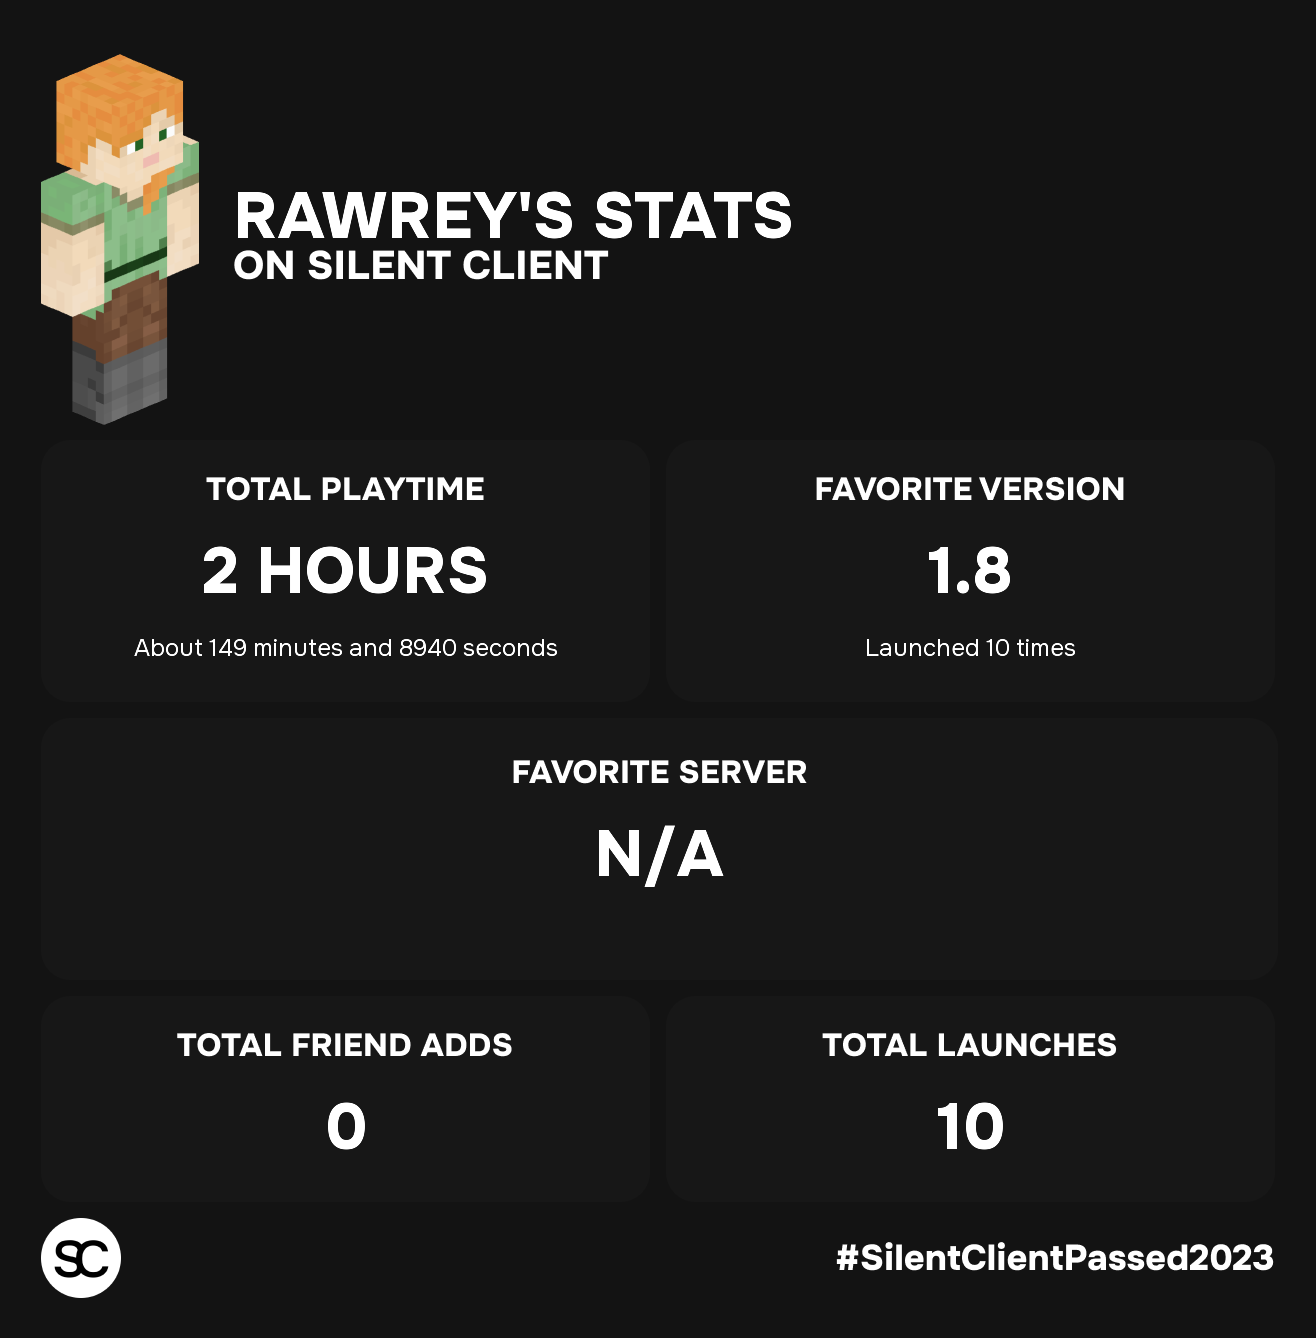 RAWREY'S STATS
ON SILENT CLIENT
TOTAL PLAYTIME
2 HOURS
About 149 minutes and 8940 seconds
FAVORITE VERSION
1.8
Launched 10 times
FAVORITE SERVER
N/A
TOTAL FRIEND ADDS
0
TOTAL LAUNCHES
10
SC
#SilentClientPassed2023